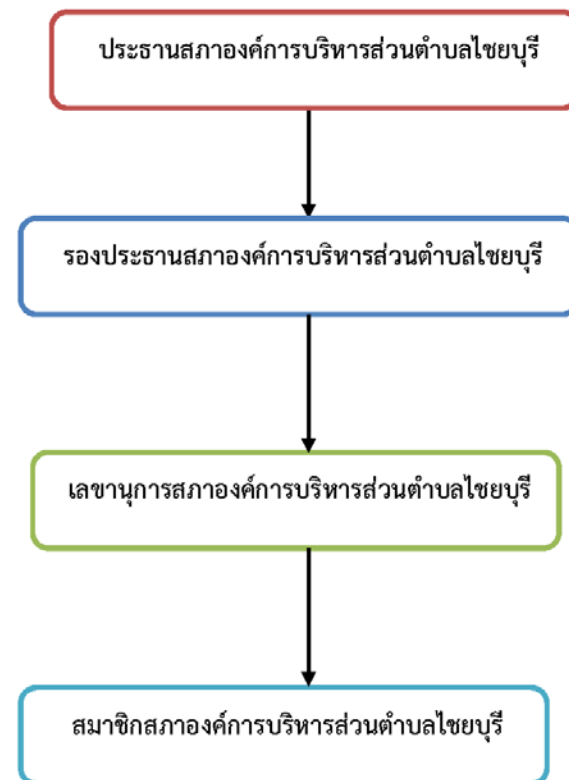 ประธานสภาองค์การบริหารส่วนตำบลไชยบุรี
รองประธานสภาองค์การบริหารส่วนตำบลไชยบุรี
เลขานุการสภาองค์การบริหารส่วนตำบลไชยบุรี
สมาชิกสภาองค์การบริหารส่วนตำบลไชยบุรี